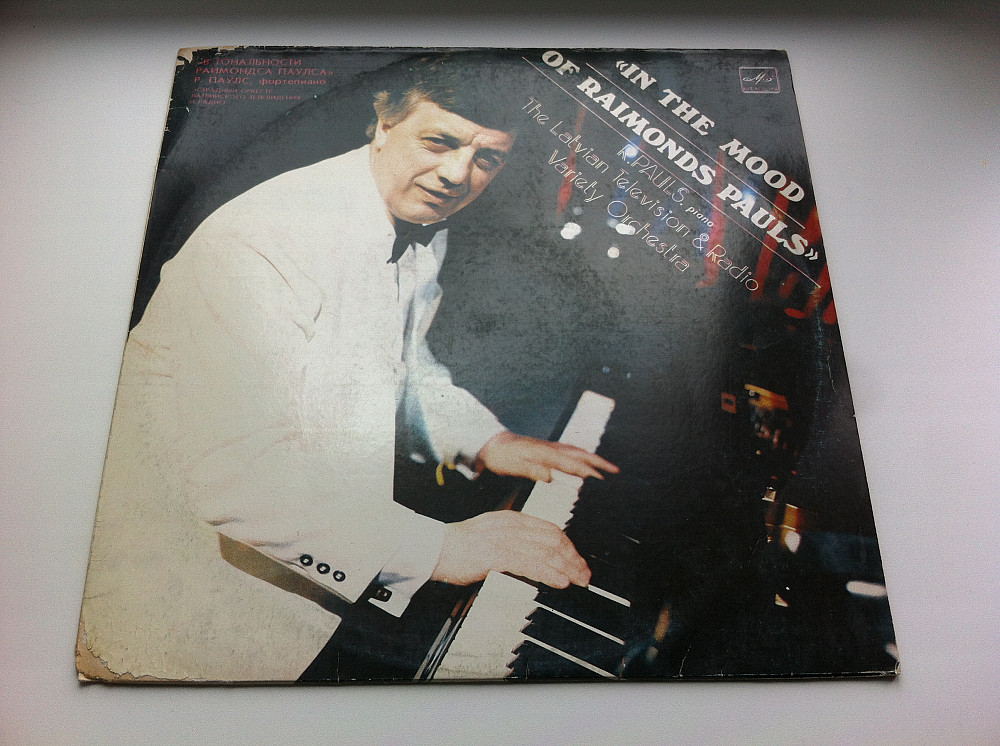 «В ТОНАЛЬНОСТИ
РАЙМОНДСА ПАУЛСА»
Р. ПАУЛС, фортепиано
«IN THE MOOD
OF RAIMONDS PAULS»
R. PAULS, piano
The Latvian Television & Radio
Variety Orchestra